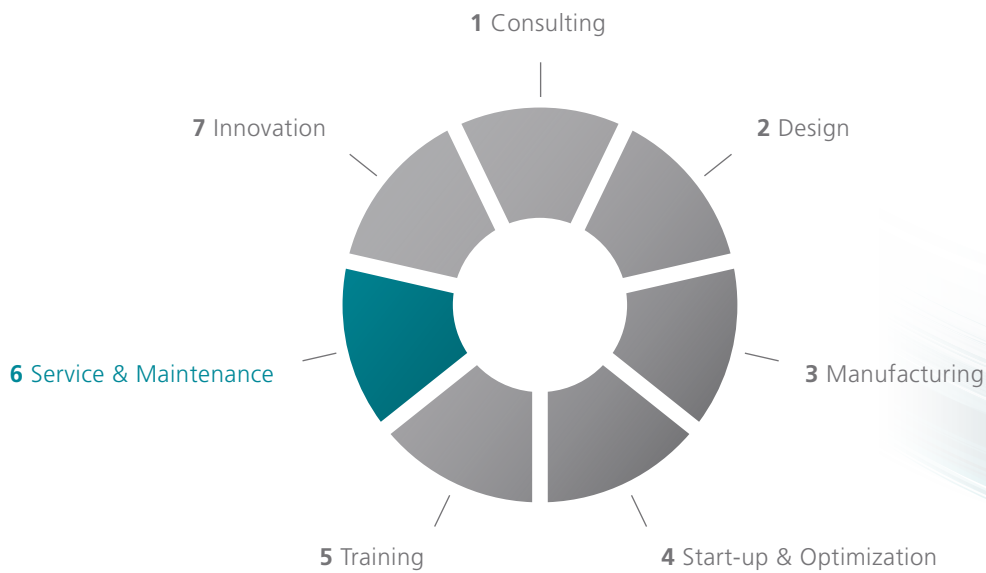 1 Consulting
2 Design
3 Manufacturing
4 Start-up & Optimization
5 Training
6 Service & Maintenance
7 Innovation